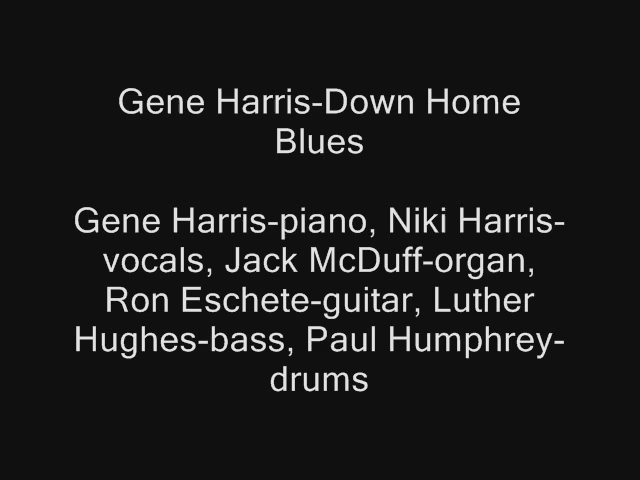 Gene Harris-Down Home
Blues
Gene Harris-piano, Niki Harris-
vocals, Jack McDuff-organ,
Ron Eschete-guitar, Luther
Hughes-bass, Paul Humphrey-
drums